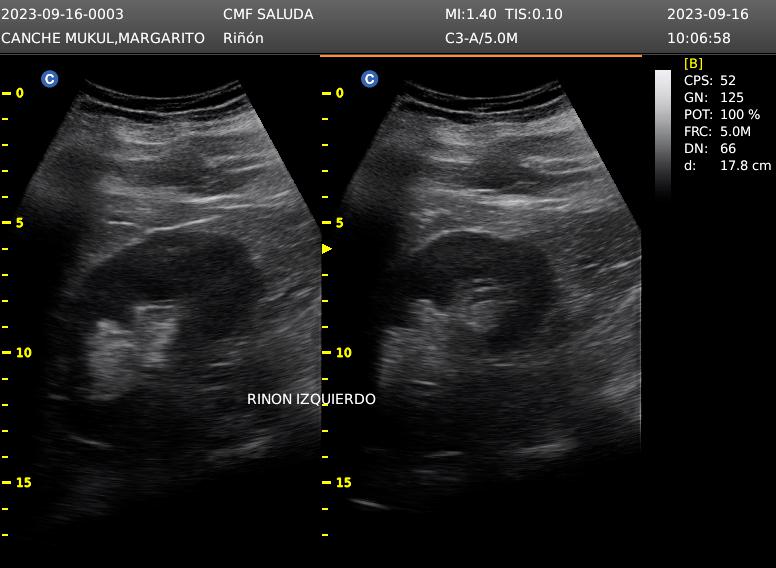 2023-09-16-0003 CMF SALUDA MI:1.40 TIS:0.10 2023-09-16
CANCHE MUKUL,MARGARITO Riñón C3-A/5.0M 10:06:58
[B]
CPS: 52
GN: 125
POT: 100 %
FRC: 5.0M
DN: 66
d: 17.8 cm
C C
0 0
5 5
10 10
RINON IZQUIERDO
15 15